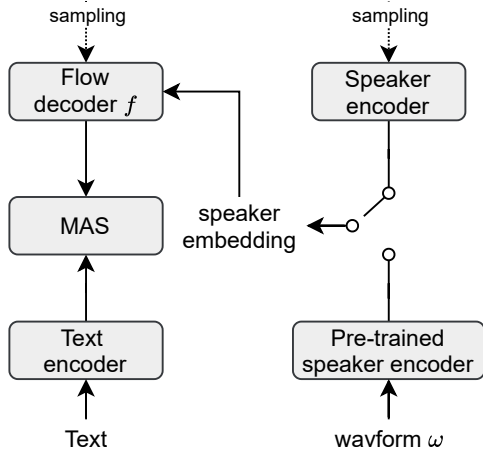 sampling
sampling
Flow
decoder f
Speaker
encoder
MAS
speaker
embedding
Text
encoder
Pre-trained
speaker encoder
Text
wavform ω